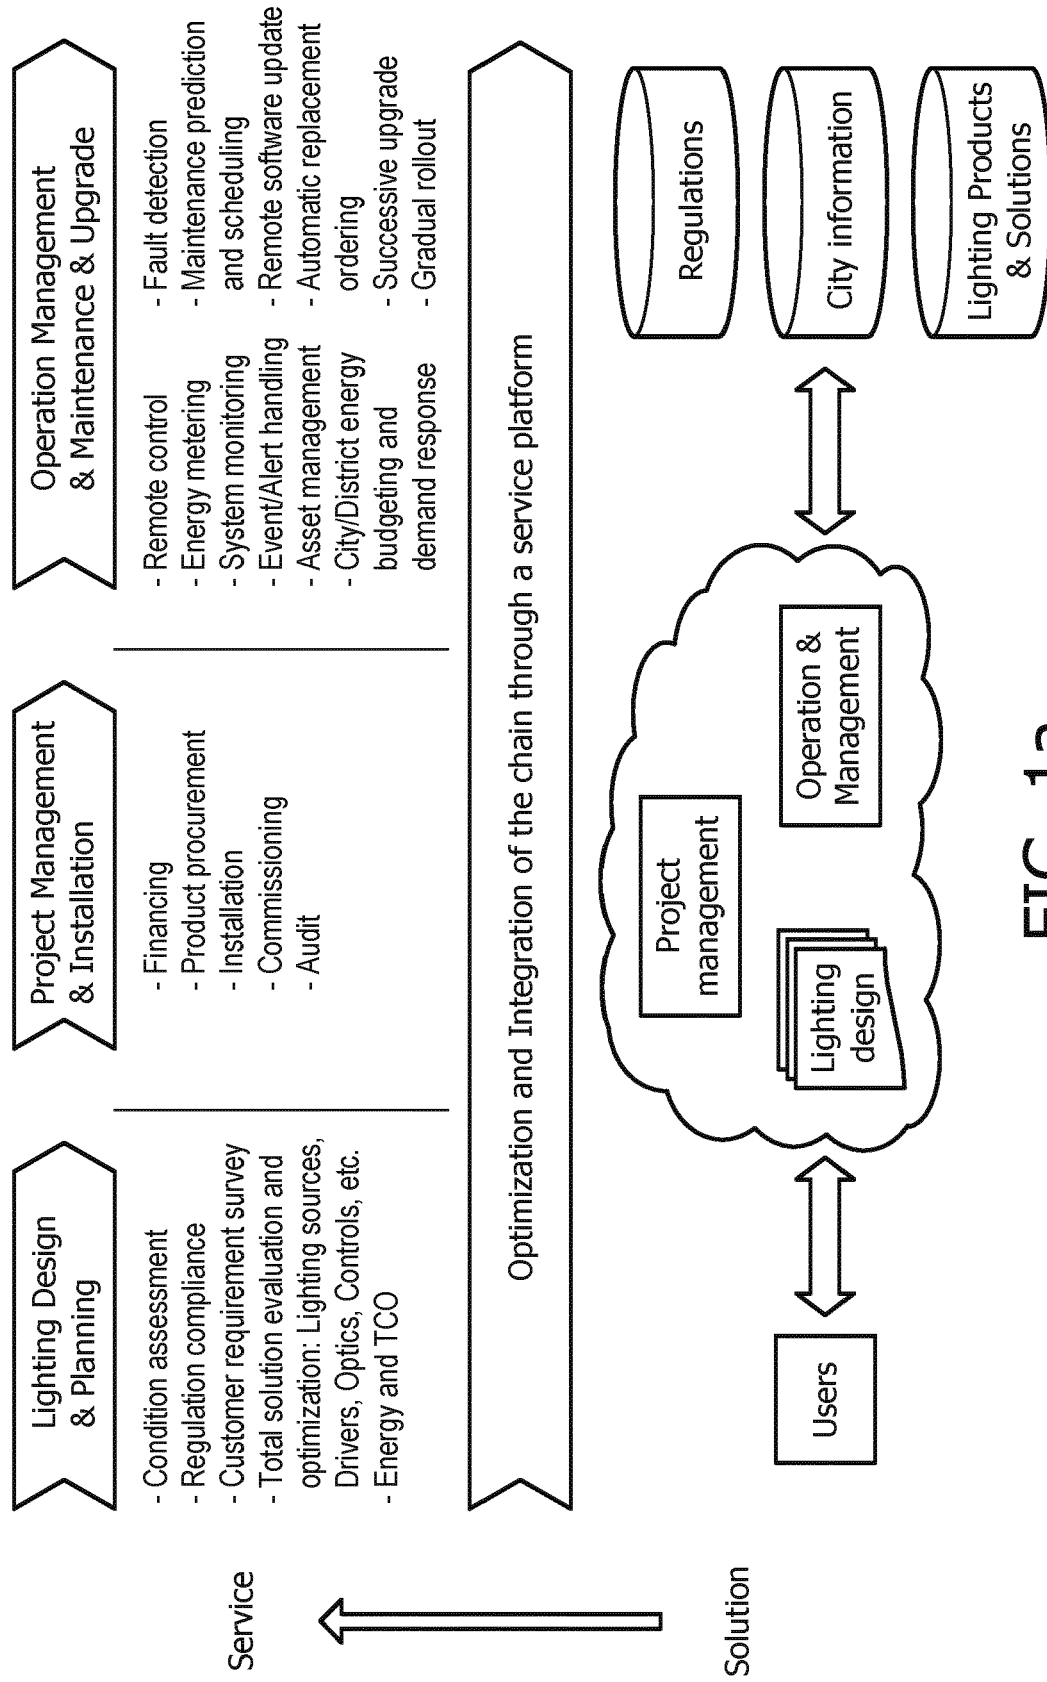 Lighting Design
& Planning
- Condition assessment
- Regulation compliance
- Customer requirement survey
- Total solution evaluation and
optimization: Lighting sources,
Drivers, Optics, Controls, etc.
- Energy and TCO
Project Management
& Installation
- Financing
- Product procurement
- Installation
- Commissioning
- Audit
Operation Management
& Maintenance & Upgrade
- Remote control
- Energy metering
- System monitoring
- Event/Alert handling
- Asset management
- City/District energy
budgeting and
demand response
- Fault detection
- Maintenance prediction
and scheduling
- Remote software update
- Automatic replacement
ordering
- Successive upgrade
- Gradual rollout
Service
Solution
Optimization and Integration of the chain through a service platform
Users
Project
management
Lighting
design
Operation &
Management
Regulations
City information
Lighting Products
& Solutions